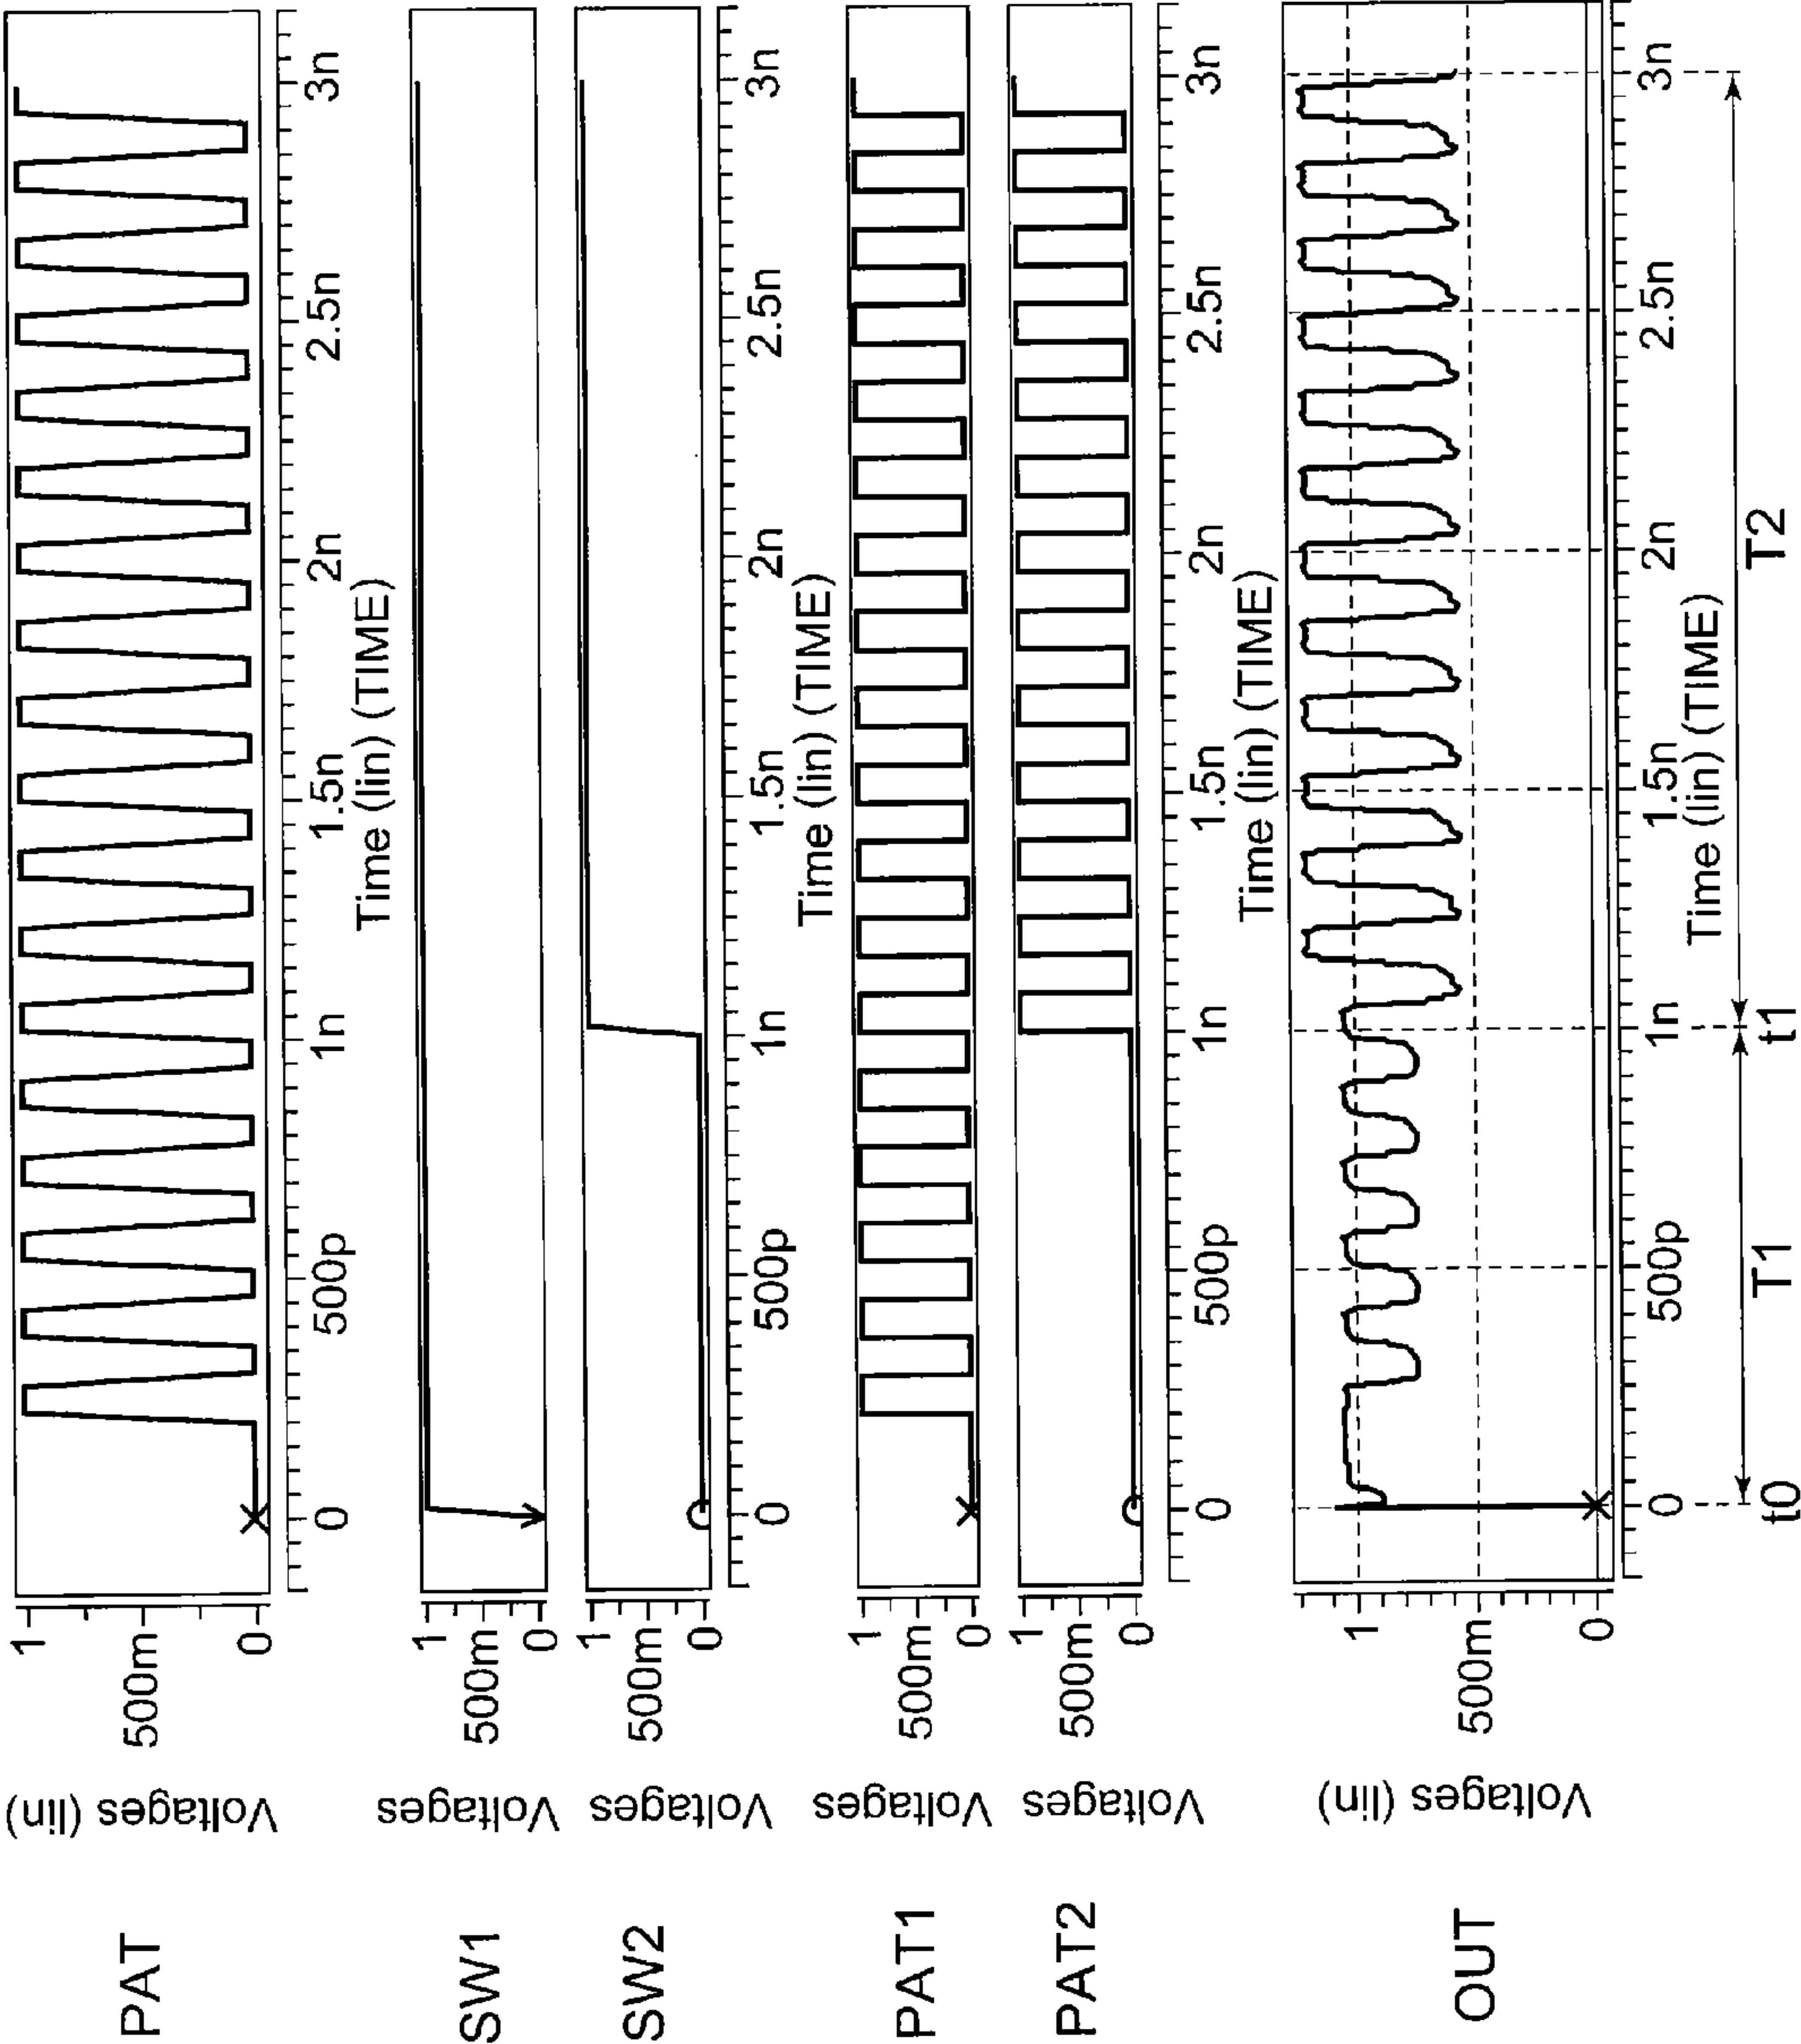 PAT
Voltages (lin)
1
500m
0
0
500p
1n
1.5n
2n
2.5n
3n
Time (lin) (TIME)
SW1
Voltages
1
500m
0
SW2
Voltages
1
500m
0
0
500p
1n
1.5n
2n
2.5n
3n
Time (lin) (TIME)
PAT1
Voltages
1
500m
0
PAT2
Voltages
1
500m
0
0
500p
1n
1.5n
2n
2.5n
3n
Time (lin) (TIME)
OUT
Voltages (lin)
1
500m
0
0
500p
1n
1.5n
2n
2.5n
3n
Time (lin) (TIME)
t0
T1
t1
T2